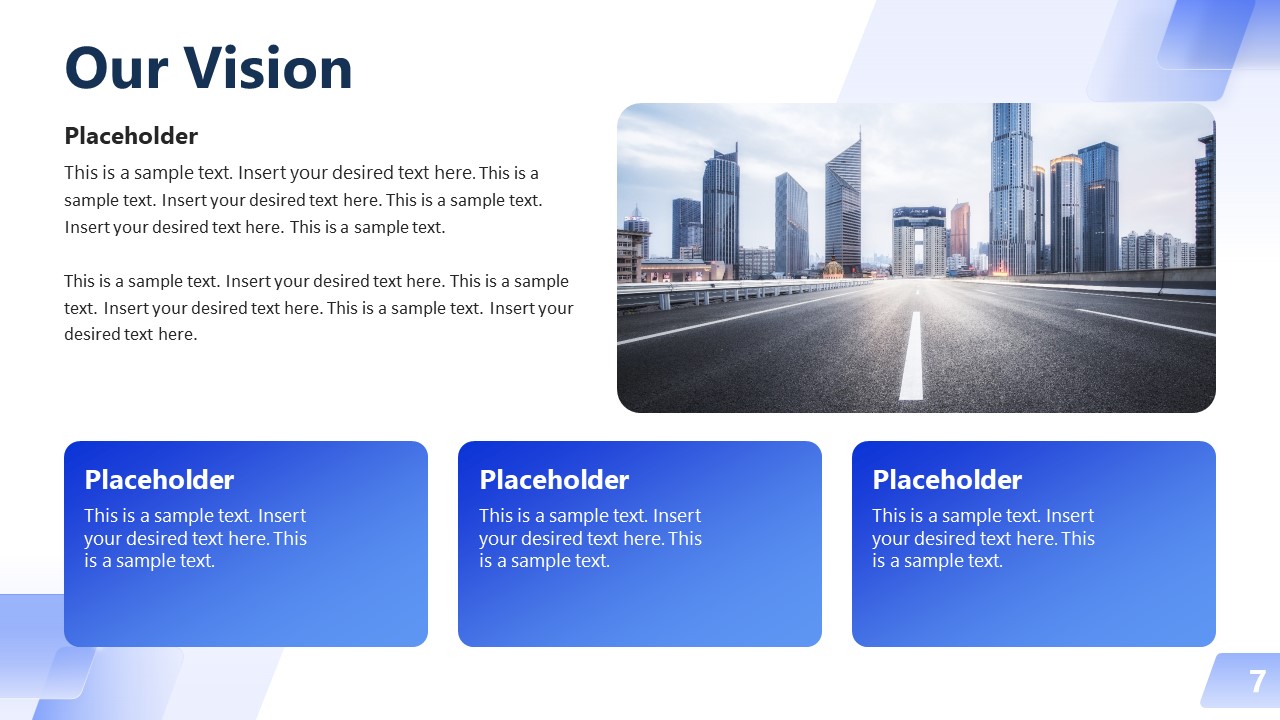 Our Vision
Placeholder
This is a sample text. Insert your desired text here. This is a
sample text. Insert your desired text here. This is a sample text.
Insert your desired text here. This is a sample text.
This is a sample text. Insert your desired text here. This is a sample
text. Insert your desired text here. This is a sample text. Insert your
desired text here.
Placeholder
This is a sample text. Insert
your desired text here. This
is a sample text.
Placeholder
This is a sample text. Insert
your desired text here. This
is a sample text.
Placeholder
This is a sample text. Insert
your desired text here. This
is a sample text.
7